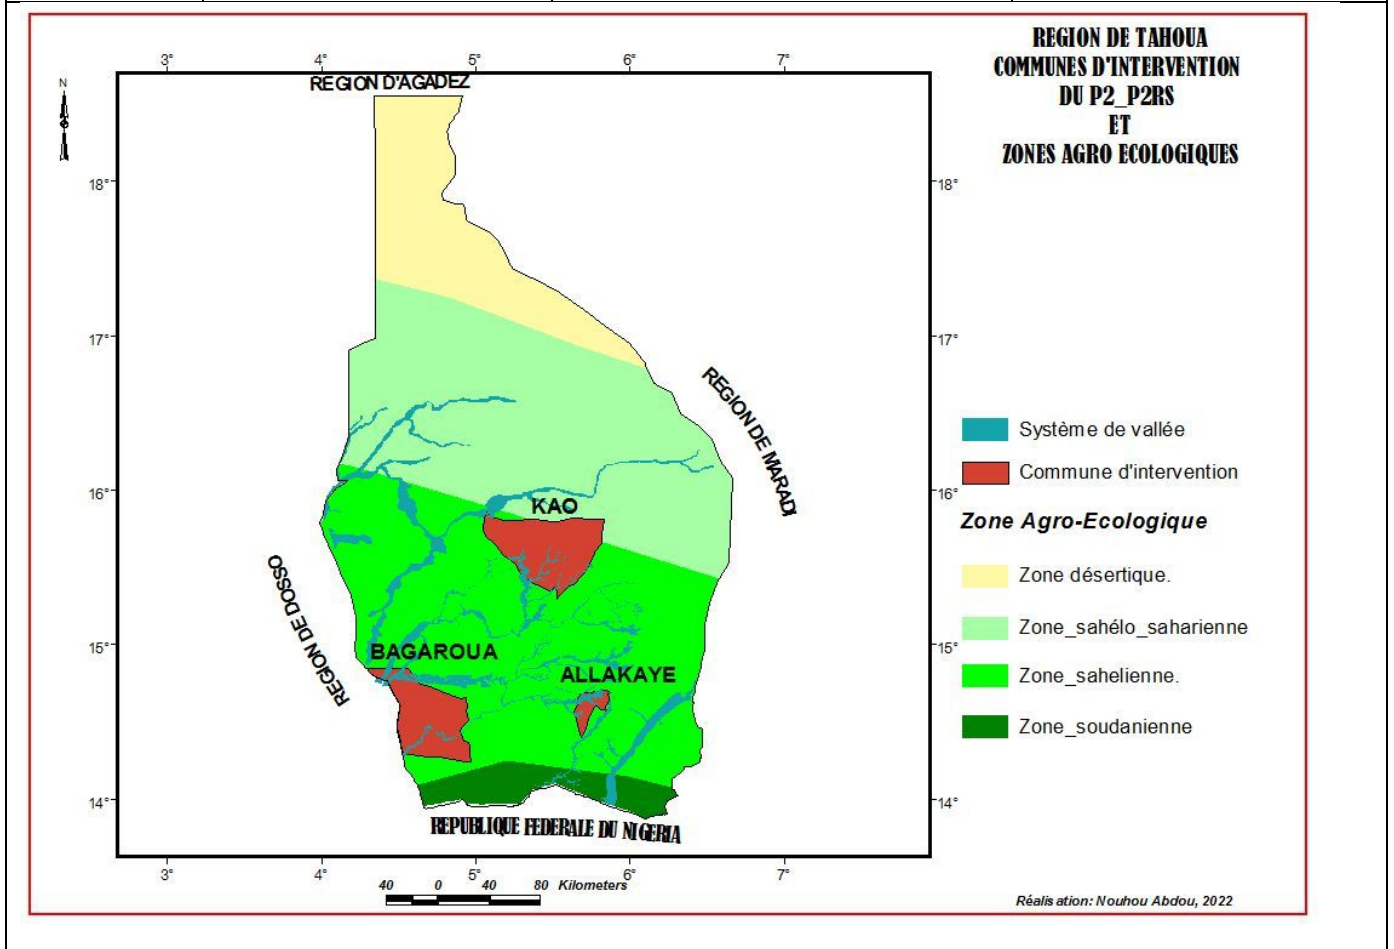 REGION DE TAHOUA
COMMUNES D'INTERVENTION
DU P2_P2RS
ET
ZONES AGRO ECOLOGIQUES
3°
4°
5°
6°
7°
REGION D'AGADEZ
N
18°
18°
17°
17°
REGION DE MARADI
Système de vallée
Commune d'intervention
16°
16°
KAO
Zone Agro-Ecologique
Zone désertique.
REGION DE DOSSO
Zone_sahélo_saharienne
15°
15°
BAGAROUA
ALLAKAYE
Zone_sahelienne.
Zone_soudanienne
14°
14°
REPUBLIQUE FEDERALE DU NIGERIA
3°
4°
5°
6°
7°
40 0 40 80 Kilometers
Réalisation: Nouhou Abdou, 2022